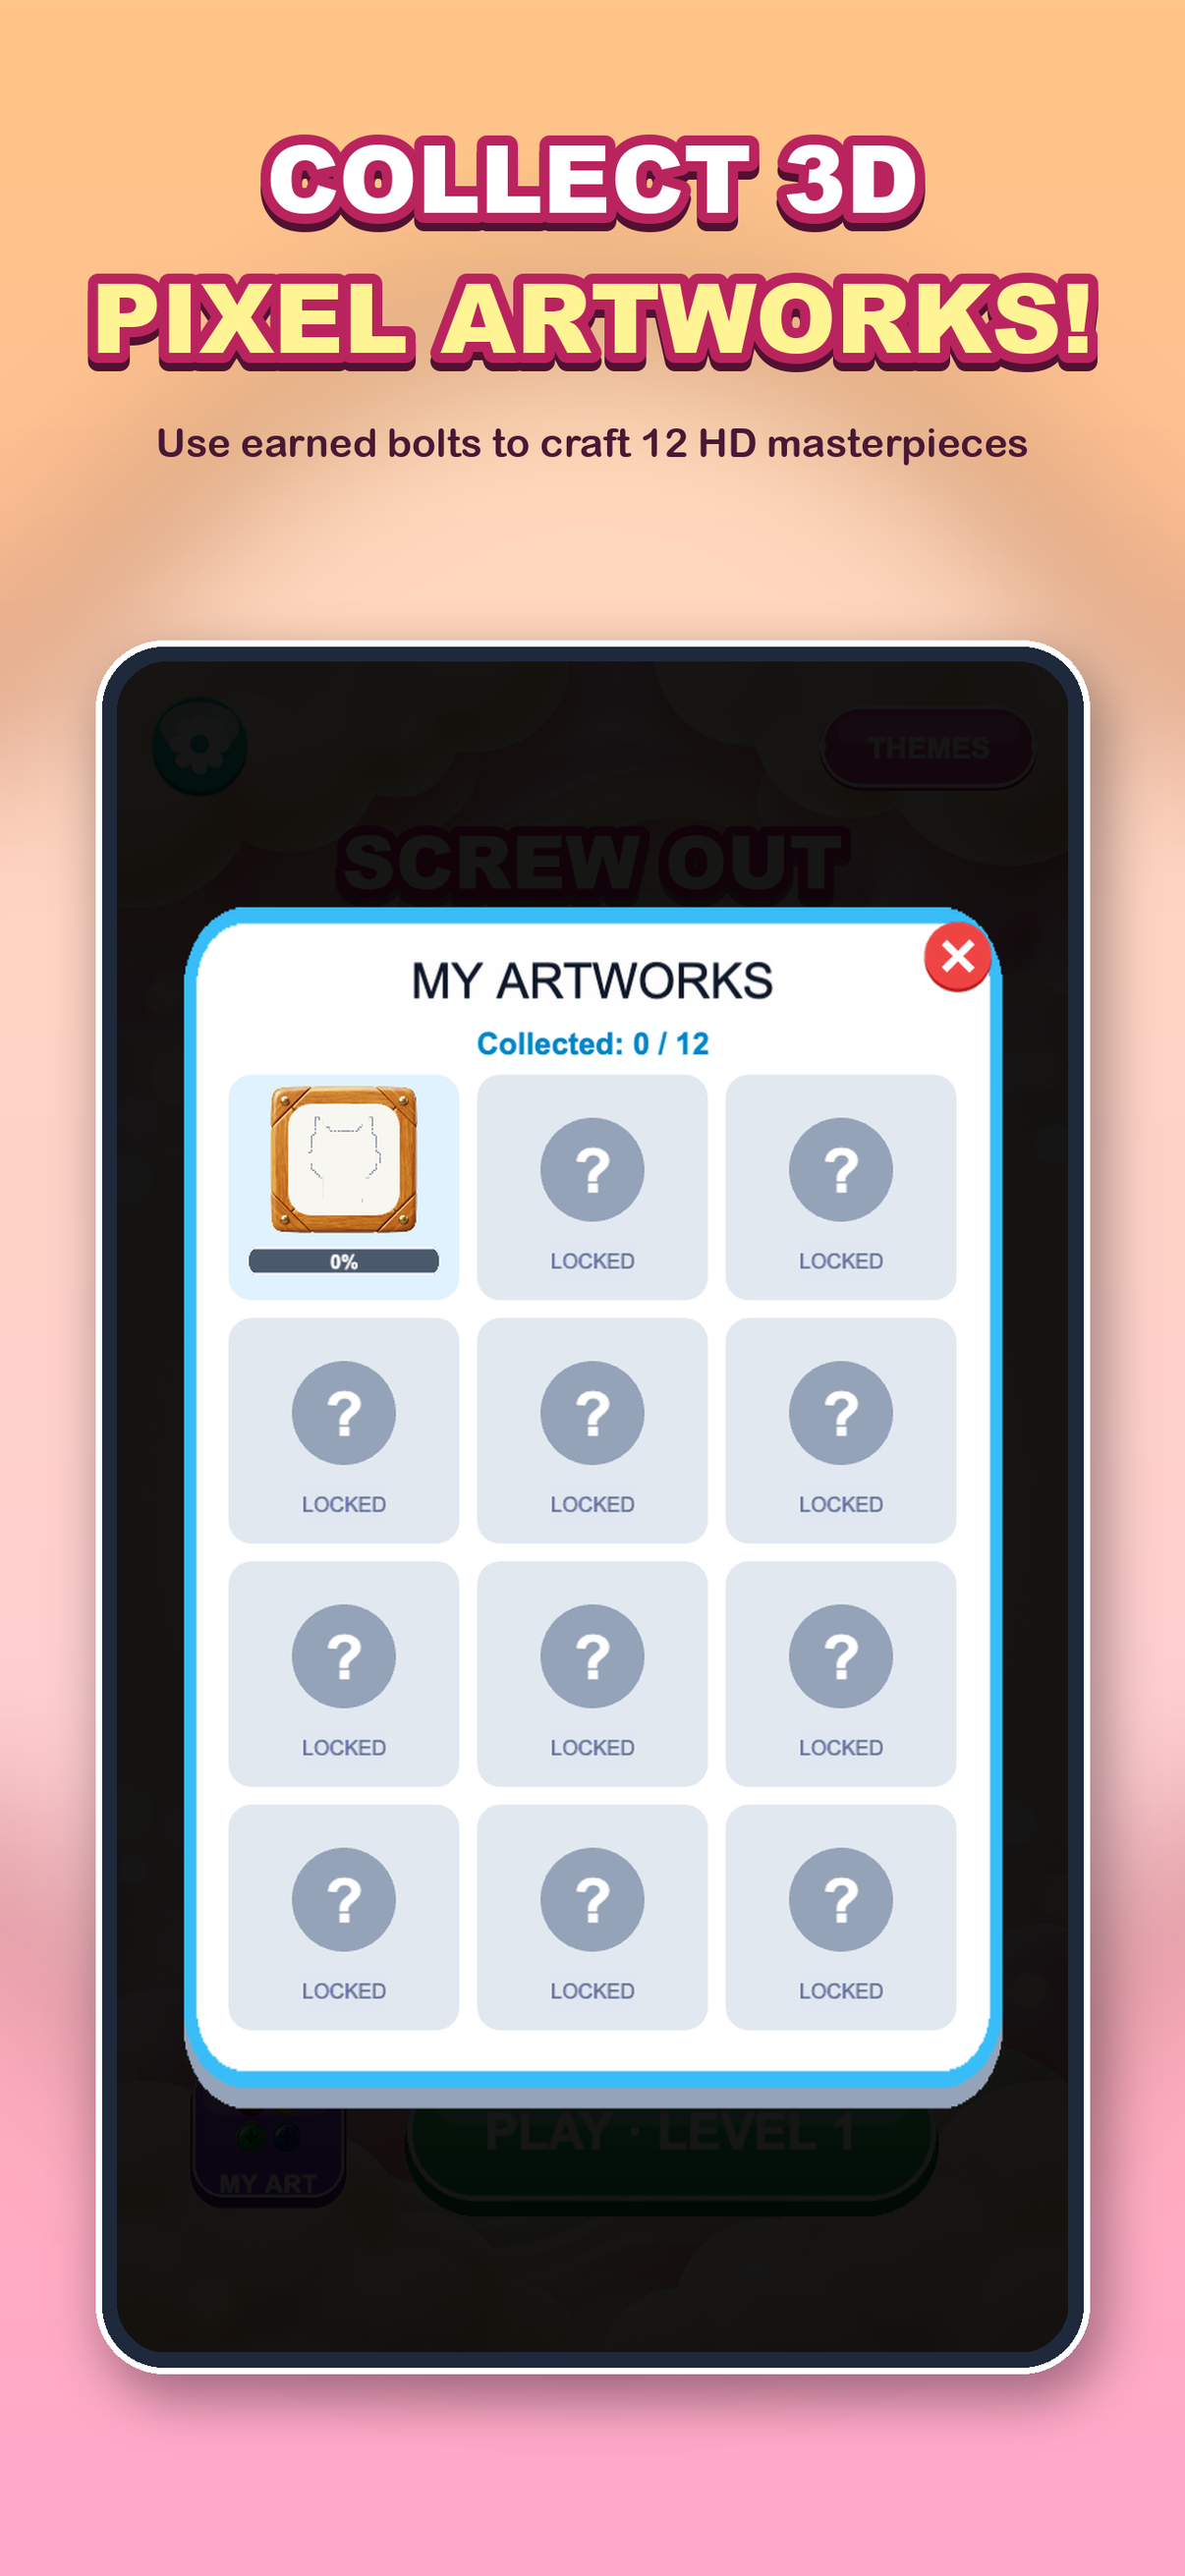 COLLECT 3D
PIXEL ARTWORKS!
Use earned bolts to craft 12 HD masterpieces
THEMES
SCREW OUT
MY ARTWORKS
Collected: 0 / 12
? ?
0% LOCKED LOCKED
? ? ?
LOCKED LOCKED LOCKED
? ? ?
LOCKED LOCKED LOCKED
? ? ?
LOCKED LOCKED LOCKED
PLAY · LEVEL 1
MY ART